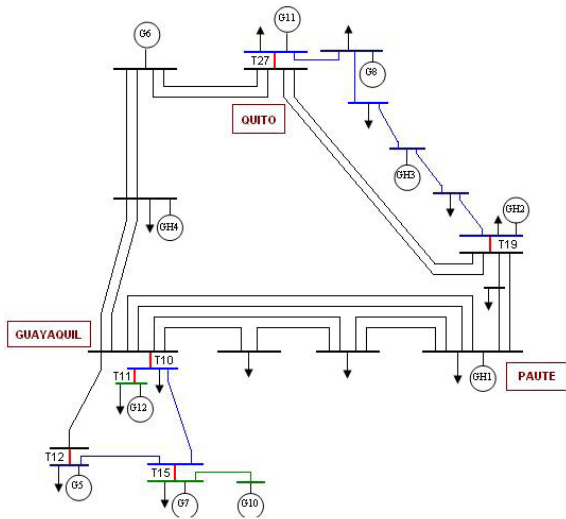 G6
G11
T27
G8
QUITO
GH3
GH2
T19
GH4
GUAYAQUIL
T10
T11
GH1
PAUTE
G12
T12
T15
G5
G7
G10